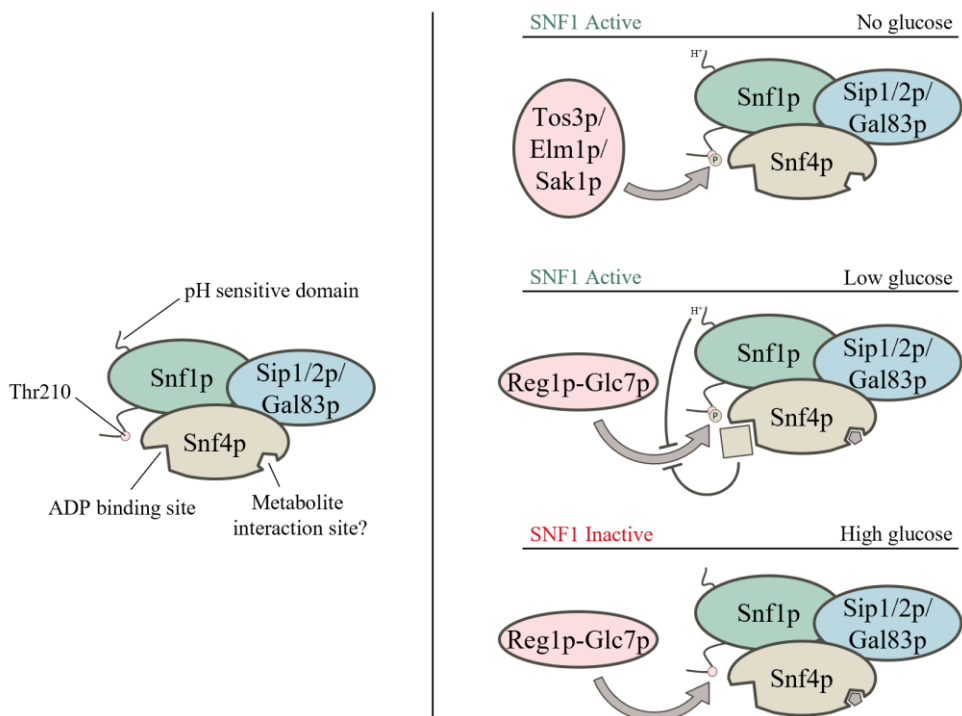 pH sensitive domain
Thr210
Snf1p
Sip1/2p/
Gal83p
Snf4p
ADP binding site
Metabolite
interaction site?
SNF1 Active
No glucose
H⁺
Tos3p/
Elm1p/
Sak1p
Snf1p
Sip1/2p/
Gal83p
Snf4p
P
SNF1 Active
Low glucose
H⁺
Reg1p-Glc7p
Snf1p
Sip1/2p/
Gal83p
Snf4p
P
SNF1 Inactive
High glucose
Reg1p-Glc7p
Snf1p
Sip1/2p/
Gal83p
Snf4p